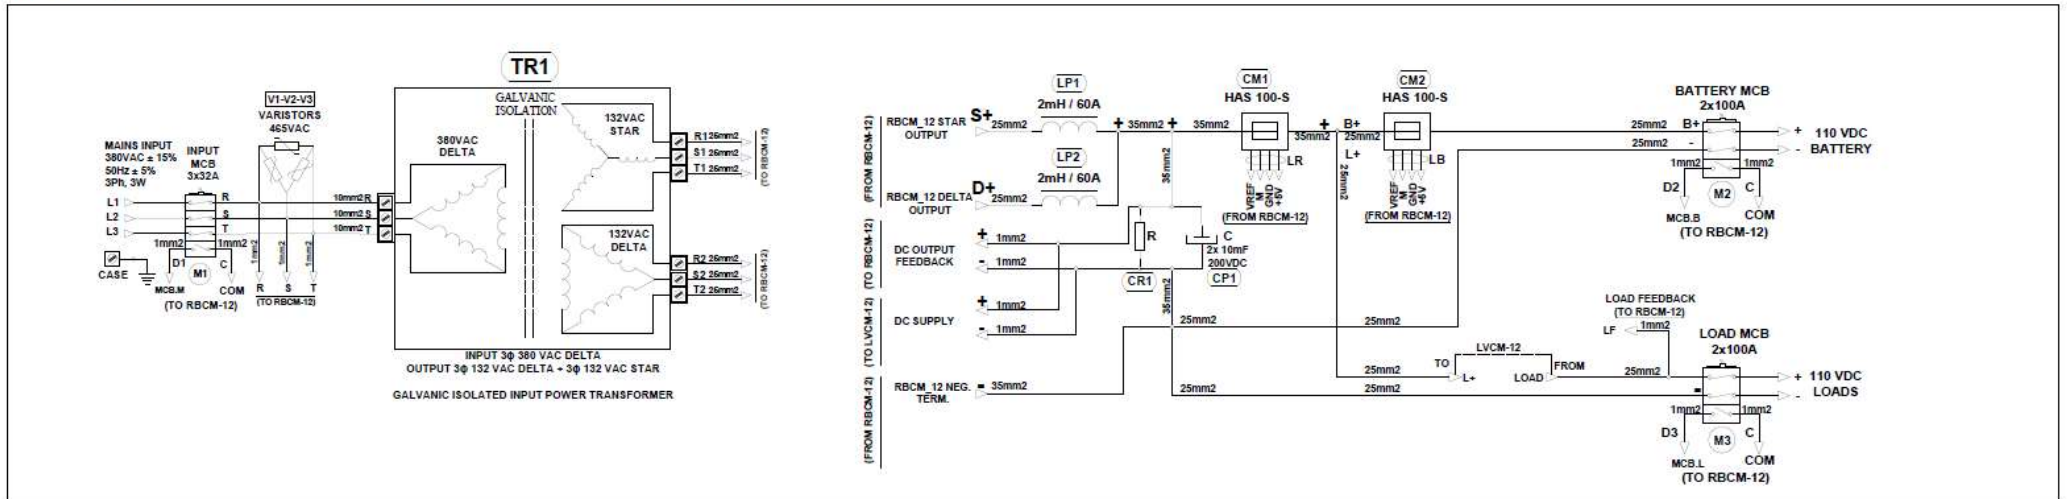 TR1
V1-V2-V3
VARISTORS
465VAC
MAINS INPUT
380VAC ± 15%
50Hz ± 5%
3Ph, 3W
INPUT
MCB
3x32A
L1
L2
L3
R
S
T
1mm2
1mm2
D1
C
M1
CASE
MCB.M
COM
(TO RBCM-12)
1mm2
1mm2
1mm2
R S T
(TO RBCM-12)
10mm2 R
10mm2 S
10mm2 T
GALVANIC
ISOLATION
380VAC
DELTA
132VAC
STAR
132VAC
DELTA
R1 25mm2
S1 25mm2
T1 25mm2
(TO RBCM-12)
R2 25mm2
S2 25mm2
T2 25mm2
(TO RBCM-12)
INPUT 3ϕ 380 VAC DELTA
OUTPUT 3ϕ 132 VAC DELTA + 3ϕ 132 VAC STAR
GALVANIC ISOLATED INPUT POWER TRANSFORMER
(FROM RBCM-12)
RBCM_12 STAR
OUTPUT
S+
25mm2
LP1
2mH / 60A
+
35mm2
+
35mm2
LP2
2mH / 60A
RBCM_12 DELTA
OUTPUT
D+
25mm2
35mm2
(TO RBCM-12)
DC OUTPUT
FEEDBACK
+
1mm2
-
1mm2
R
CR1
C
2x 10mF
200VDC
CP1
35mm2
(TO LVCM-12)
DC SUPPLY
+
1mm2
-
1mm2
(FROM RBCM-12)
RBCM_12 NEG.
TERM.
-
35mm2
CM1
HAS 100-S
LR
VREF
M
GND
+5V
(FROM RBCM-12)
+
35mm2
B+
25mm2
L+
25mm2
CM2
HAS 100-S
LB
VREF
M
GND
+5V
(FROM RBCM-12)
25mm2
25mm2
25mm2
25mm2
25mm2
25mm2
BATTERY MCB
2x100A
B+
-
+ 110 VDC
- BATTERY
1mm2
1mm2
D2
M2
C
MCB.B
COM
(TO RBCM-12)
LOAD FEEDBACK
(TO RBCM-12)
LF
1mm2
LVCM-12
TO
L+
FROM
LOAD
25mm2
LOAD MCB
2x100A
-
+ 110 VDC
- LOADS
1mm2
1mm2
D3
M3
C
MCB.L
COM
(TO RBCM-12)